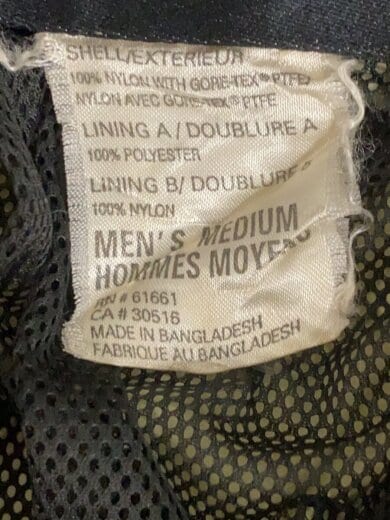 SHELL/EXTERIEUR
100% NYLON WITH GORE-TEX® PTFE/
NYLON AVEC GORE-TEX® PTFE
LINING A / DOUBLURE A
100% POLYESTER
LINING B/ DOUBLURE B
100% NYLON
MEN'S MEDIUM
HOMMES MOYENS
RN # 61661
CA # 30516
MADE IN BANGLADESH
FABRIQUE AU BANGLADESH